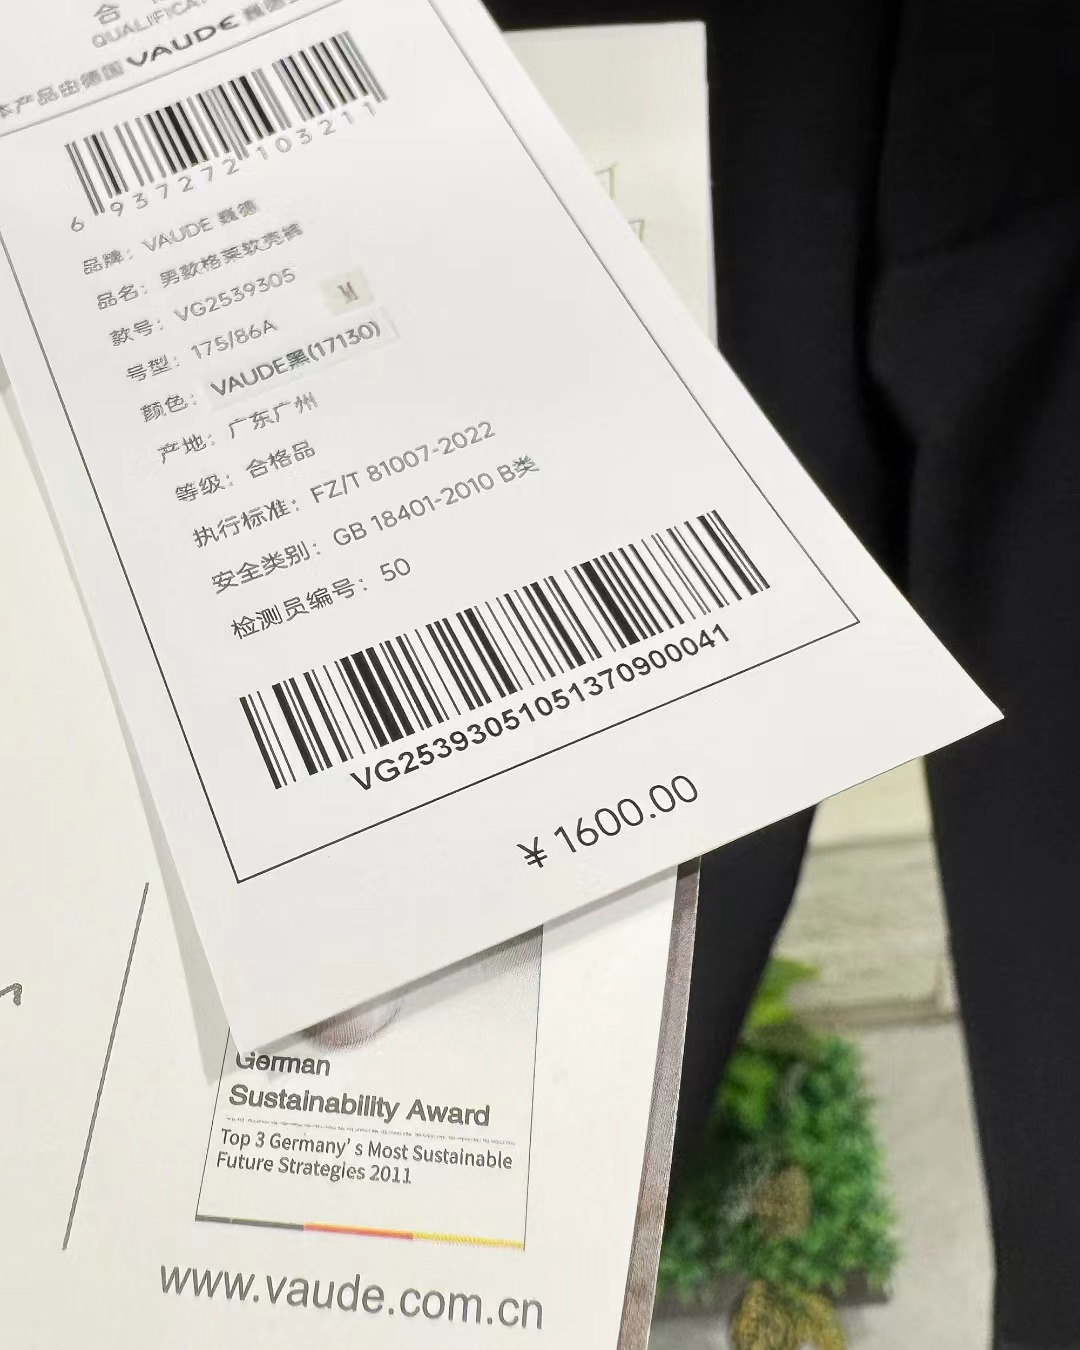 合
QUALIFICA
本产品由德国 VAUDE 巍德
6 937272 103211
品牌：VAUDE 巍德
品名：男款格莱软壳裤
款号：VG2539305
号型：175/86A
M
颜色：VAUDE黑(17130)
产地：广东广州
等级：合格品
执行标准：FZ/T 81007-2022
安全类别：GB 18401-2010 B类
检测员编号：50
VG25393051051370900041
¥ 1600.00
German
Sustainability Award
Top 3 Germany's Most Sustainable
Future Strategies 2011
www.vaude.com.cn